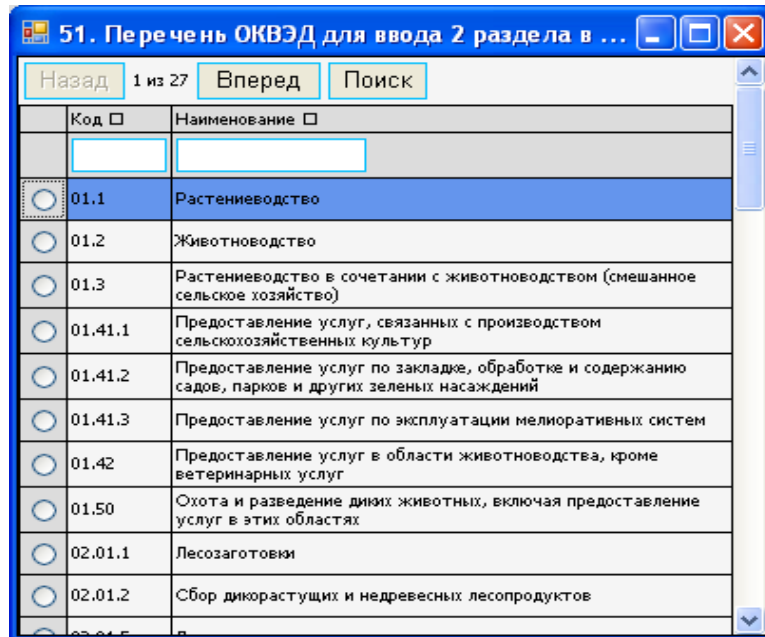 51. Перечень ОКВЭД для ввода 2 раздела в ...
Назад 1 из 27 Вперед Поиск
Код Наименование
01.1 Растениеводство
01.2 Животноводство
01.3 Растениеводство в сочетании с животноводством (смешанное
сельское хозяйство)
01.41.1 Предоставление услуг, связанных с производством
сельскохозяйственных культур
01.41.2 Предоставление услуг по закладке, обработке и содержанию
садов, парков и других зеленых насаждений
01.41.3 Предоставление услуг по эксплуатации мелиоративных систем
01.42 Предоставление услуг в области животноводства, кроме
ветеринарных услуг
01.50 Охота и разведение диких животных, включая предоставление
услуг в этих областях
02.01.1 Лесозаготовки
02.01.2 Сбор дикорастущих и недревесных лесопродуктов